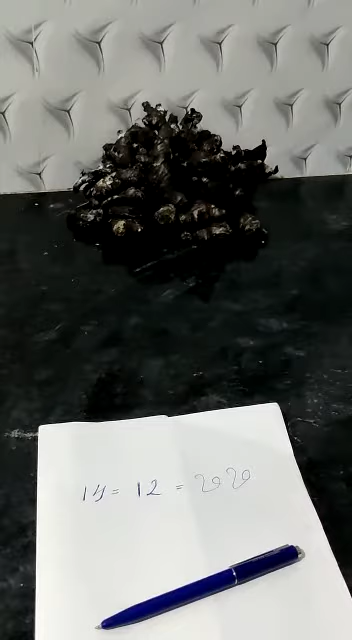 14 = 12 = 2020